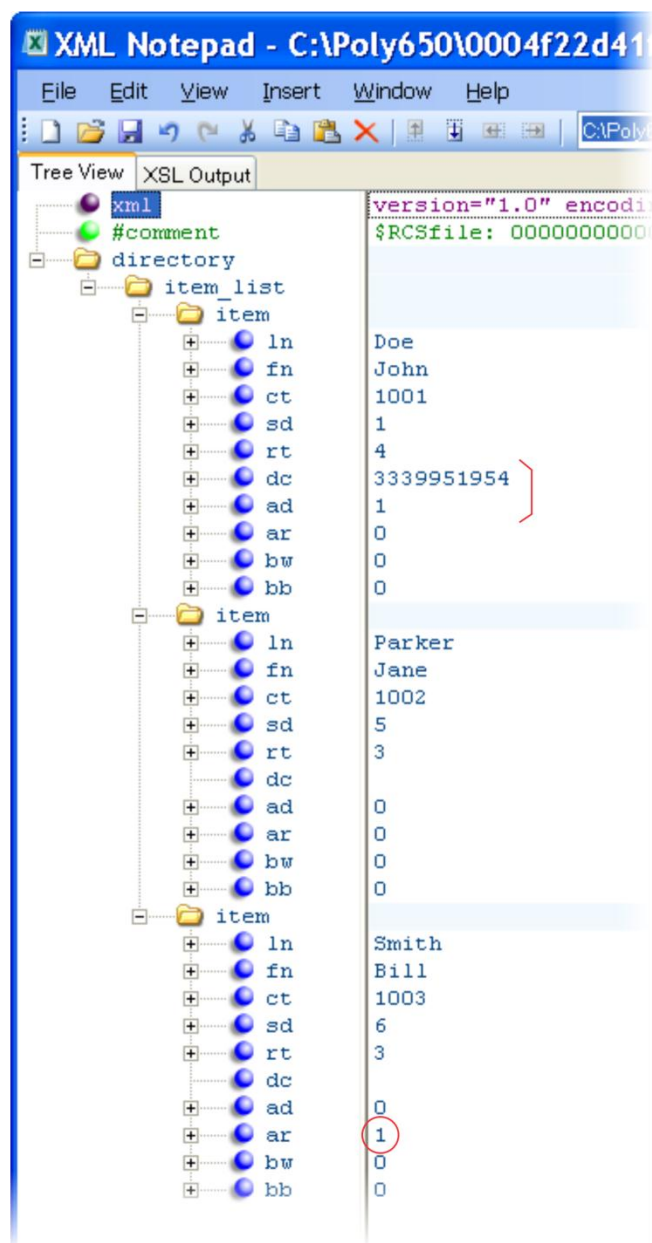 XML Notepad - C:\Poly650\0004f22d41
File Edit View Insert Window Help
C:\Poly6
Tree View XSL Output
xml version="1.0" encodi
#comment $RCSfile: 00000000000
directory
item_list
item
ln Doe
fn John
ct 1001
sd 1
rt 4
dc 3339951954
ad 1
ar 0
bw 0
bb 0
item
ln Parker
fn Jane
ct 1002
sd 5
rt 3
dc
ad 0
ar 0
bw 0
bb 0
item
ln Smith
fn Bill
ct 1003
sd 6
rt 3
dc
ad 0
ar 1
bw 0
bb 0